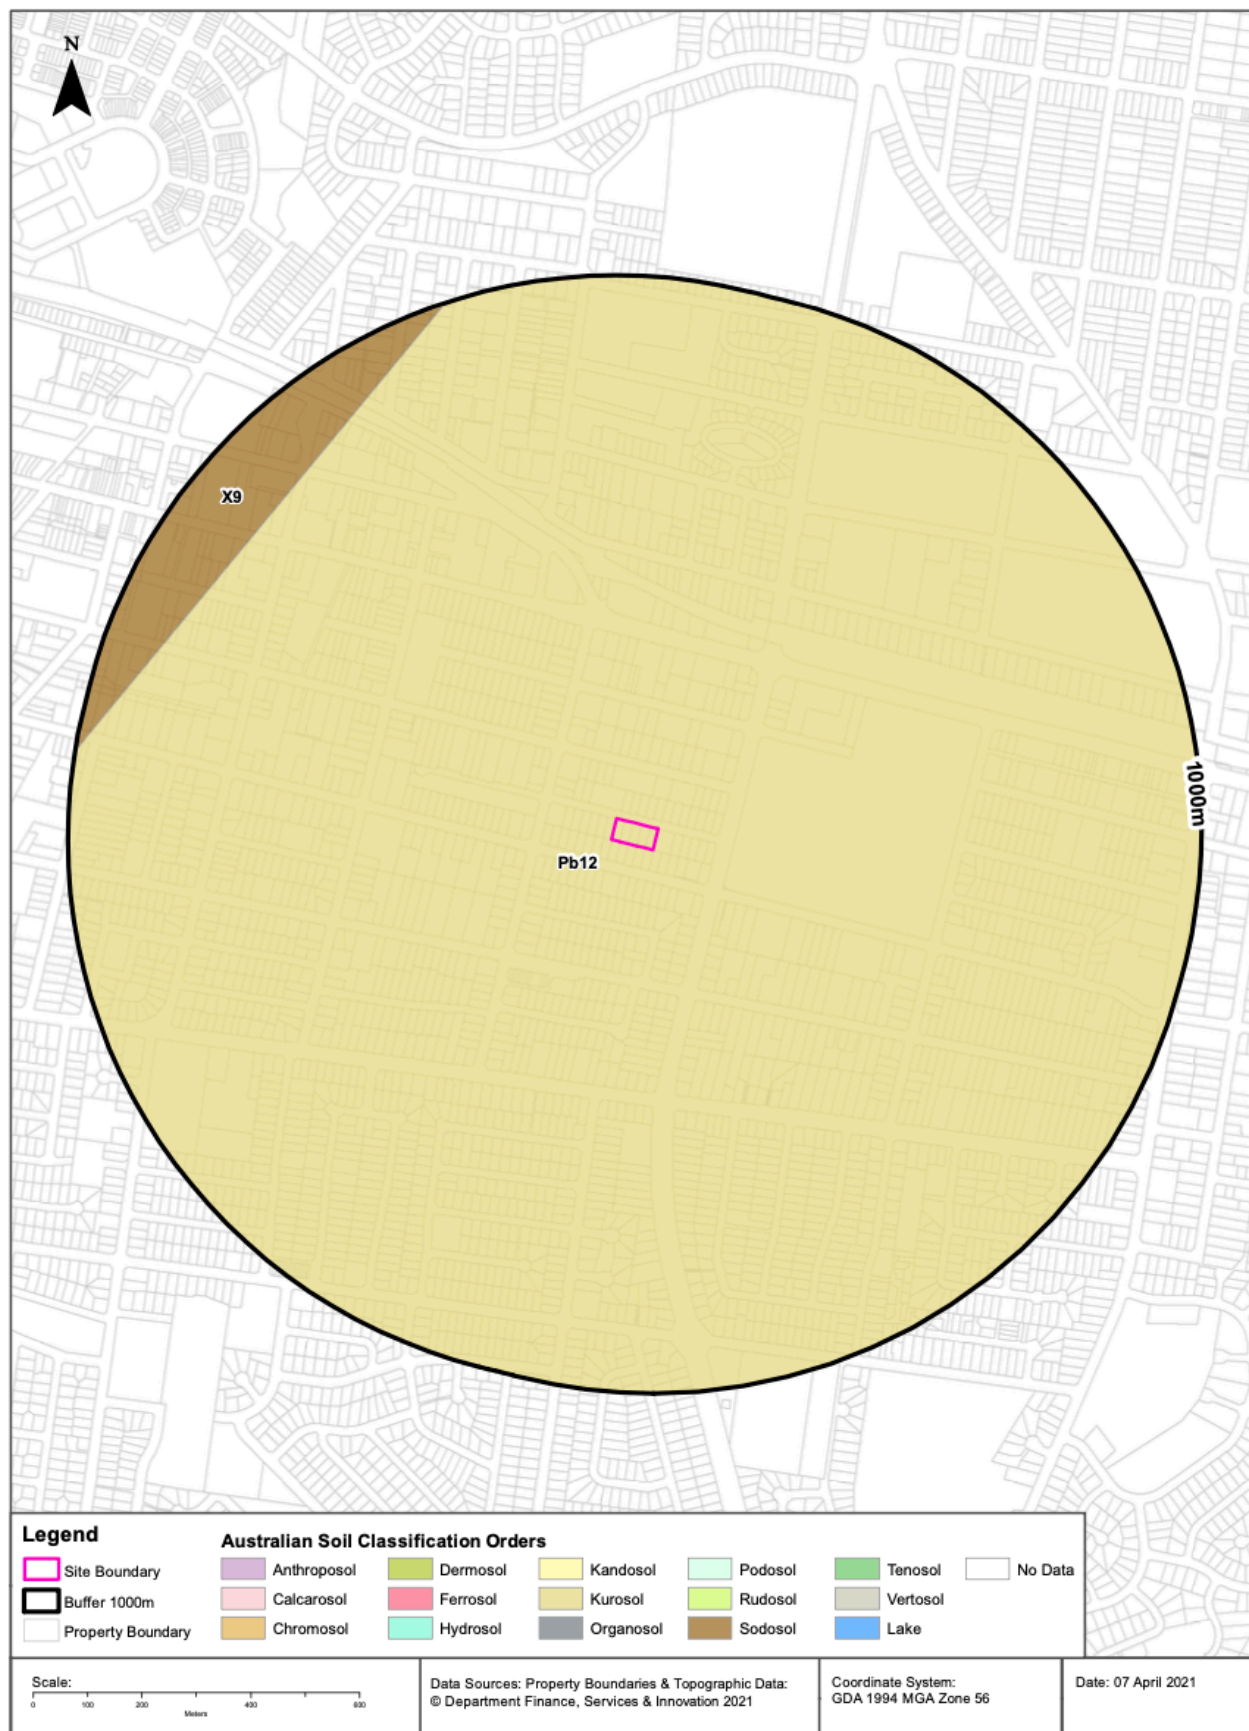 N
X9
1000m
Pb12
Legend
Site Boundary
Buffer 1000m
Property Boundary
Australian Soil Classification Orders
Anthroposol
Dermosol
Kandosol
Podosol
Tenosol
No Data
Calcarosol
Ferrosol
Kurosol
Rudosol
Vertosol
Chromosol
Hydrosol
Organosol
Sodosol
Lake
Scale:
0 100 200 400 600
Meters
Data Sources: Property Boundaries & Topographic Data:
© Department Finance, Services & Innovation 2021
Coordinate System:
GDA 1994 MGA Zone 56
Date: 07 April 2021